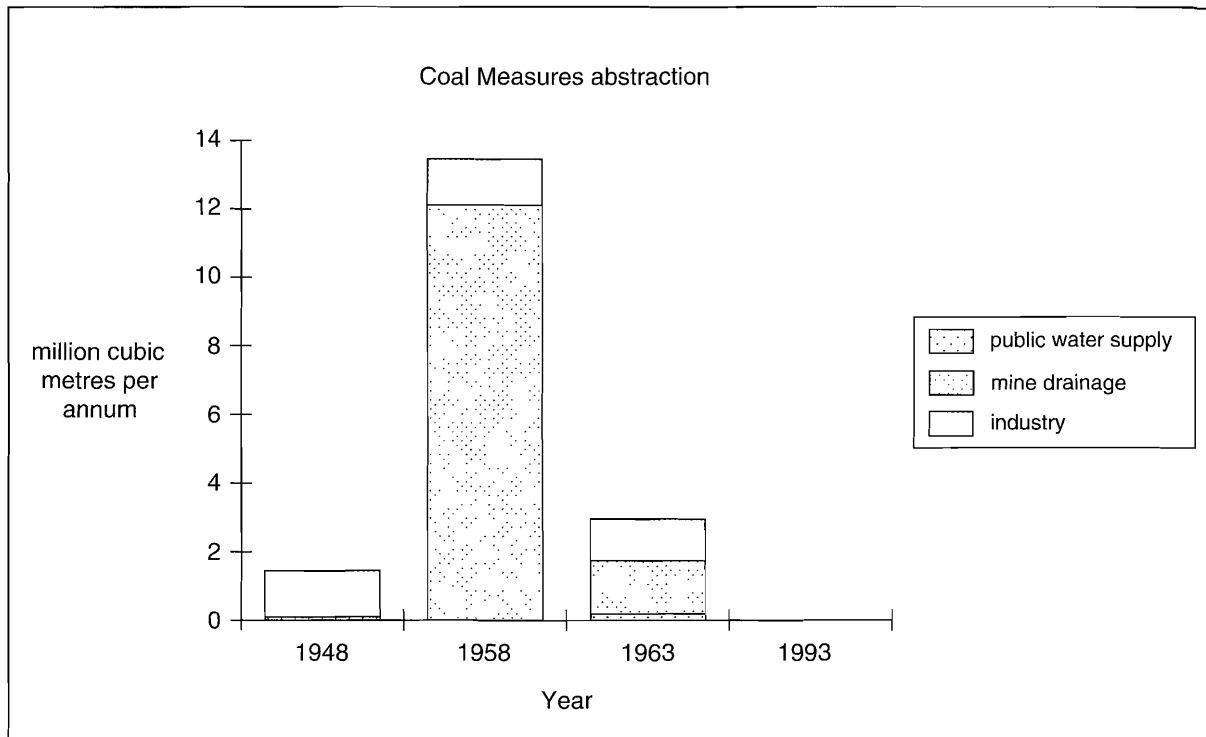 Coal Measures abstraction
14
12
10
8
6
4
2
0
million cubic
metres per
annum
1948 1958 1963 1993
Year
public water supply
mine drainage
industry